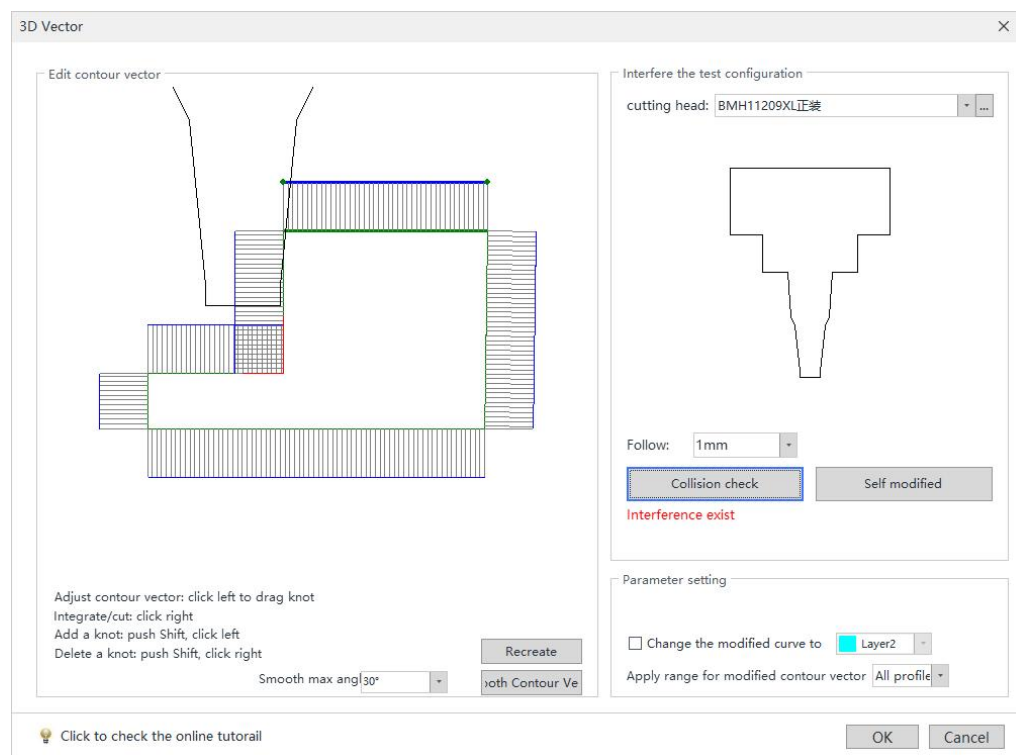 3D Vector
Edit contour vector
Adjust contour vector: click left to drag knot
Integrate/cut: click right
Add a knot: push Shift, click left
Delete a knot: push Shift, click right
Recreate
Smooth max angl 30°
oth Contour Ve
Interfere the test configuration
cutting head: BMH11209XL正装 ...
Follow: 1mm
Collision check Self modified
Interference exist
Parameter setting
Change the modified curve to Layer2
Apply range for modified contour vector All profile
Click to check the online tutorail
OK Cancel